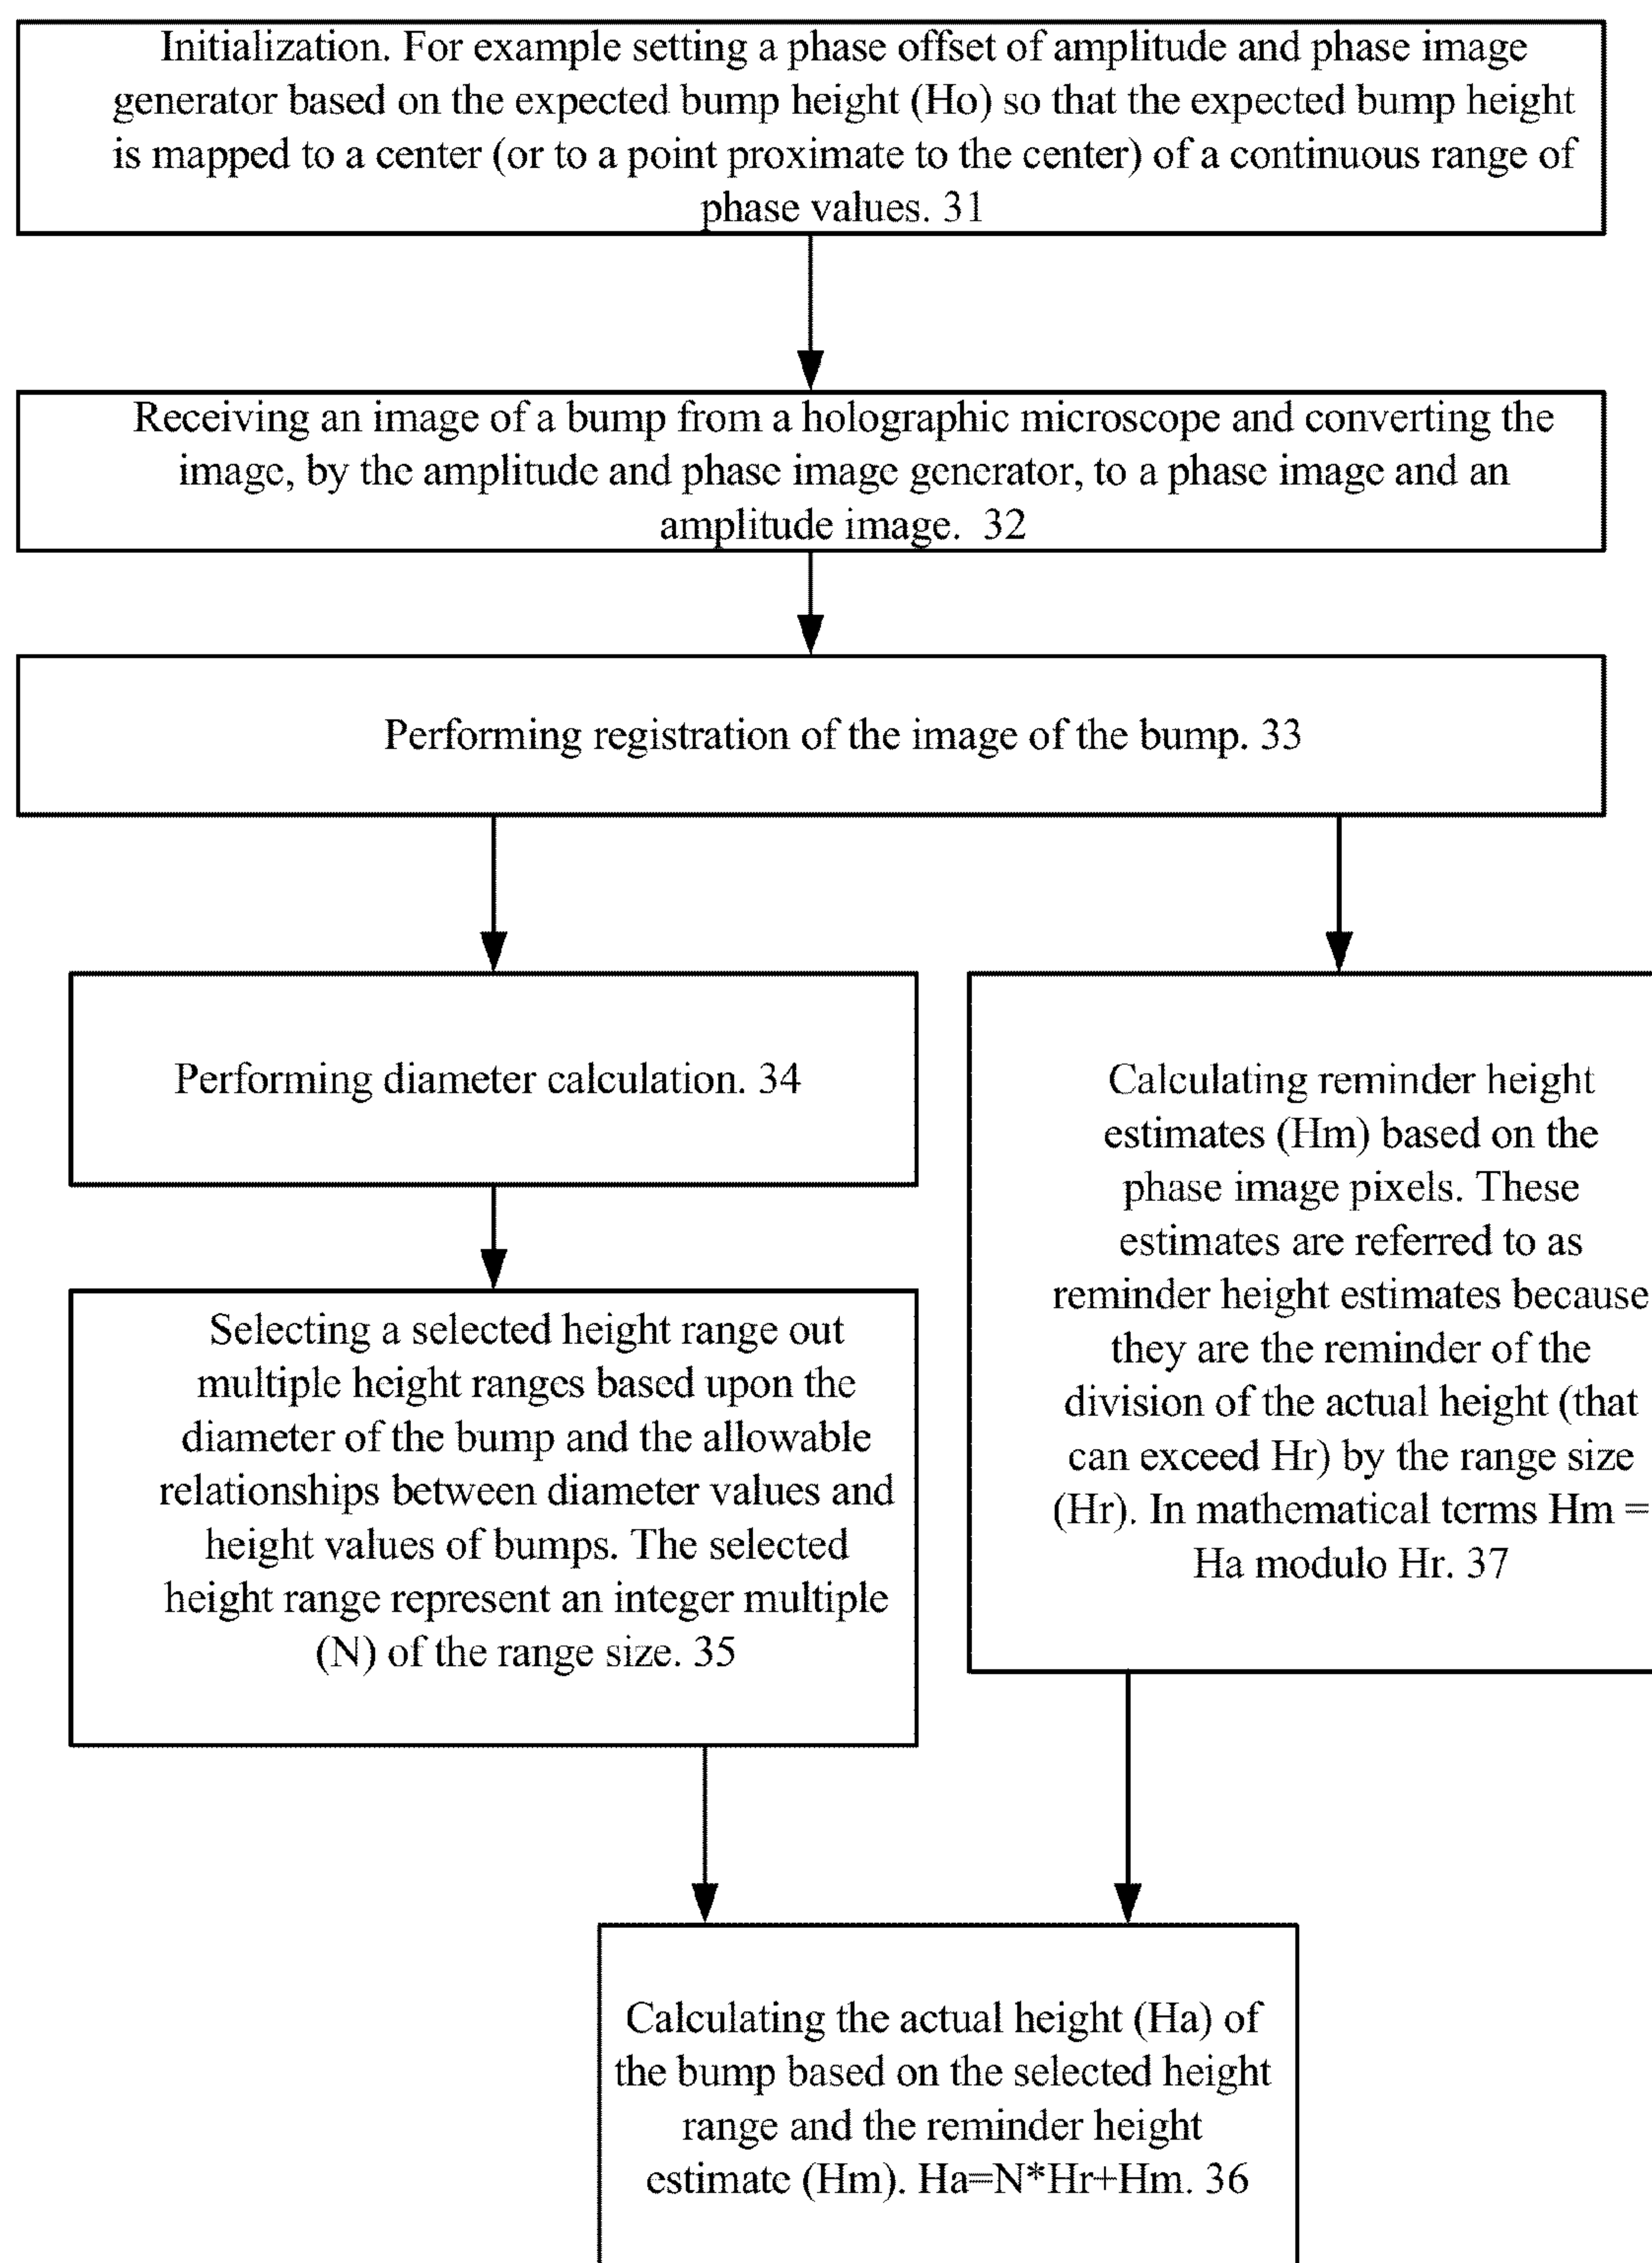 Initialization. For example setting a phase offset of amplitude and phase image
generator based on the expected bump height (Ho) so that the expected bump height
is mapped to a center (or to a point proximate to the center) of a continuous range of
phase values. 31
Receiving an image of a bump from a holographic microscope and converting the
image, by the amplitude and phase image generator, to a phase image and an
amplitude image. 32
Performing registration of the image of the bump. 33
Performing diameter calculation. 34
Selecting a selected height range out
multiple height ranges based upon the
diameter of the bump and the allowable
relationships between diameter values and
height values of bumps. The selected
height range represent an integer multiple
(N) of the range size. 35
Calculating reminder height
estimates (Hm) based on the
phase image pixels. These
estimates are referred to as
reminder height estimates because
they are the reminder of the
division of the actual height (that
can exceed Hr) by the range size
(Hr). In mathematical terms Hm =
Ha modulo Hr. 37
Calculating the actual height (Ha) of
the bump based on the selected height
range and the reminder height
estimate (Hm). Ha=N*Hr+Hm. 36